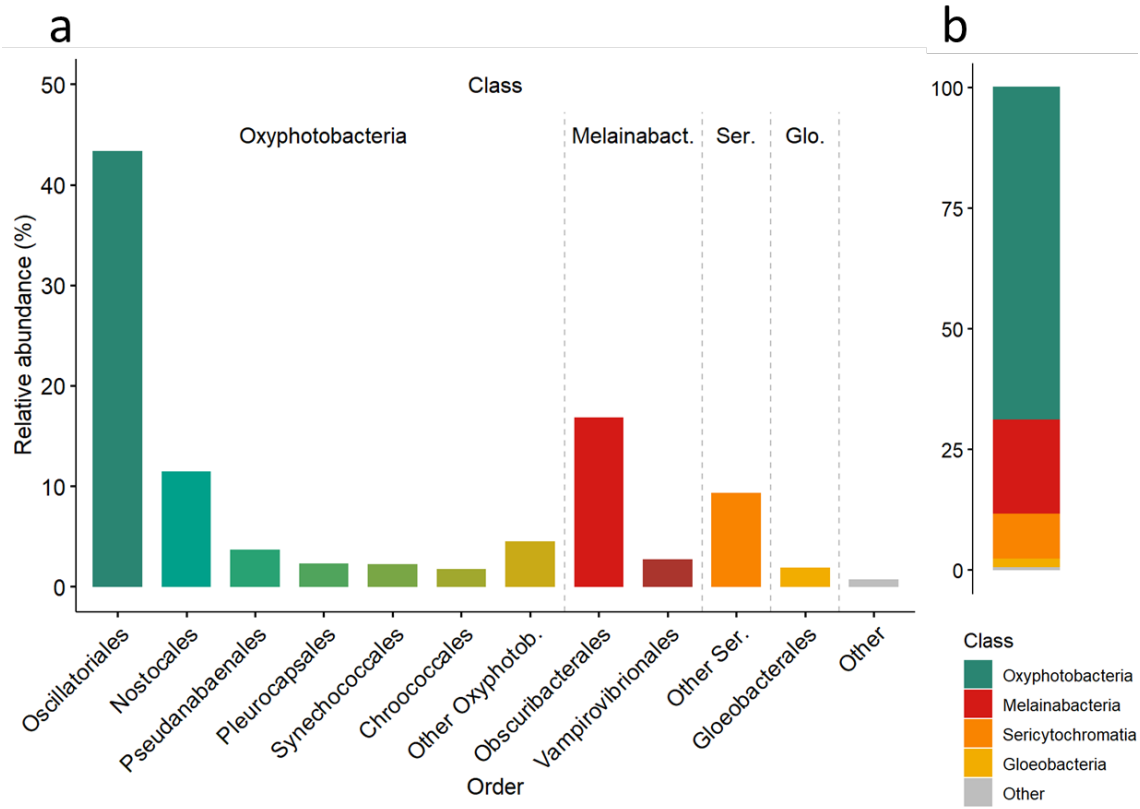 a
b
Class
Oxyphotobacteria
Melainabact.
Ser.
Glo.
Relative abundance (%)
50
40
30
20
10
0
Oscillatoriales
Nostocales
Pseudanabaenales
Pleurocapsales
Synechococcales
Chroococcales
Other Oxyphotob.
Obscuribacterales
Vampirovibrionales
Other Ser.
Gloeobacterales
Other
Order
100
75
50
25
0
Class
Oxyphotobacteria
Melainabacteria
Sericytochromatia
Gloeobacteria
Other